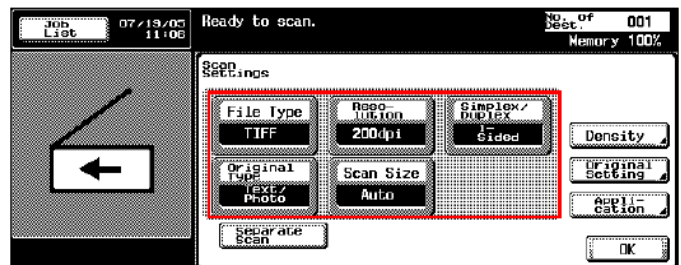 Job List
07/19/05
11:06
Ready to scan.
No. of Dest. 001
Memory 100%
Scan Settings
File Type
TIFF
Reso-
lution
200dpi
Simplex/
Duplex
1-
Sided
Original
Type
Text/
Photo
Scan Size
Auto
Separate
Scan
Density
Original
Setting
Appli-
cation
OK